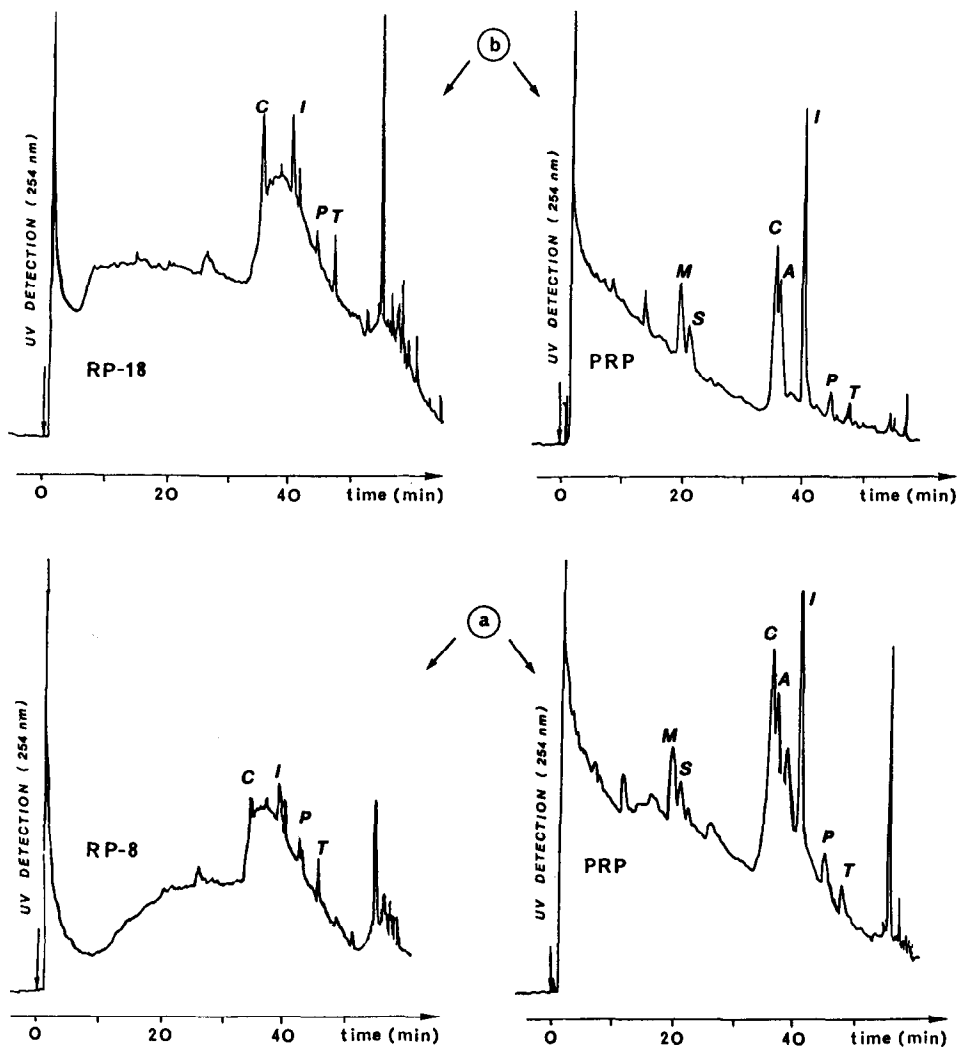 b
UV DETECTION (254 nm)
C
I
P T
RP-18
0 20 40 time (min)
UV DETECTION (254 nm)
M
S
C
A
I
P
T
PRP
0 20 40 time (min)
a
UV DETECTION (254 nm)
C
I
P
T
RP-8
0 20 40 time (min)
UV DETECTION (254 nm)
M
S
C
A
I
P
T
PRP
0 20 40 time (min)